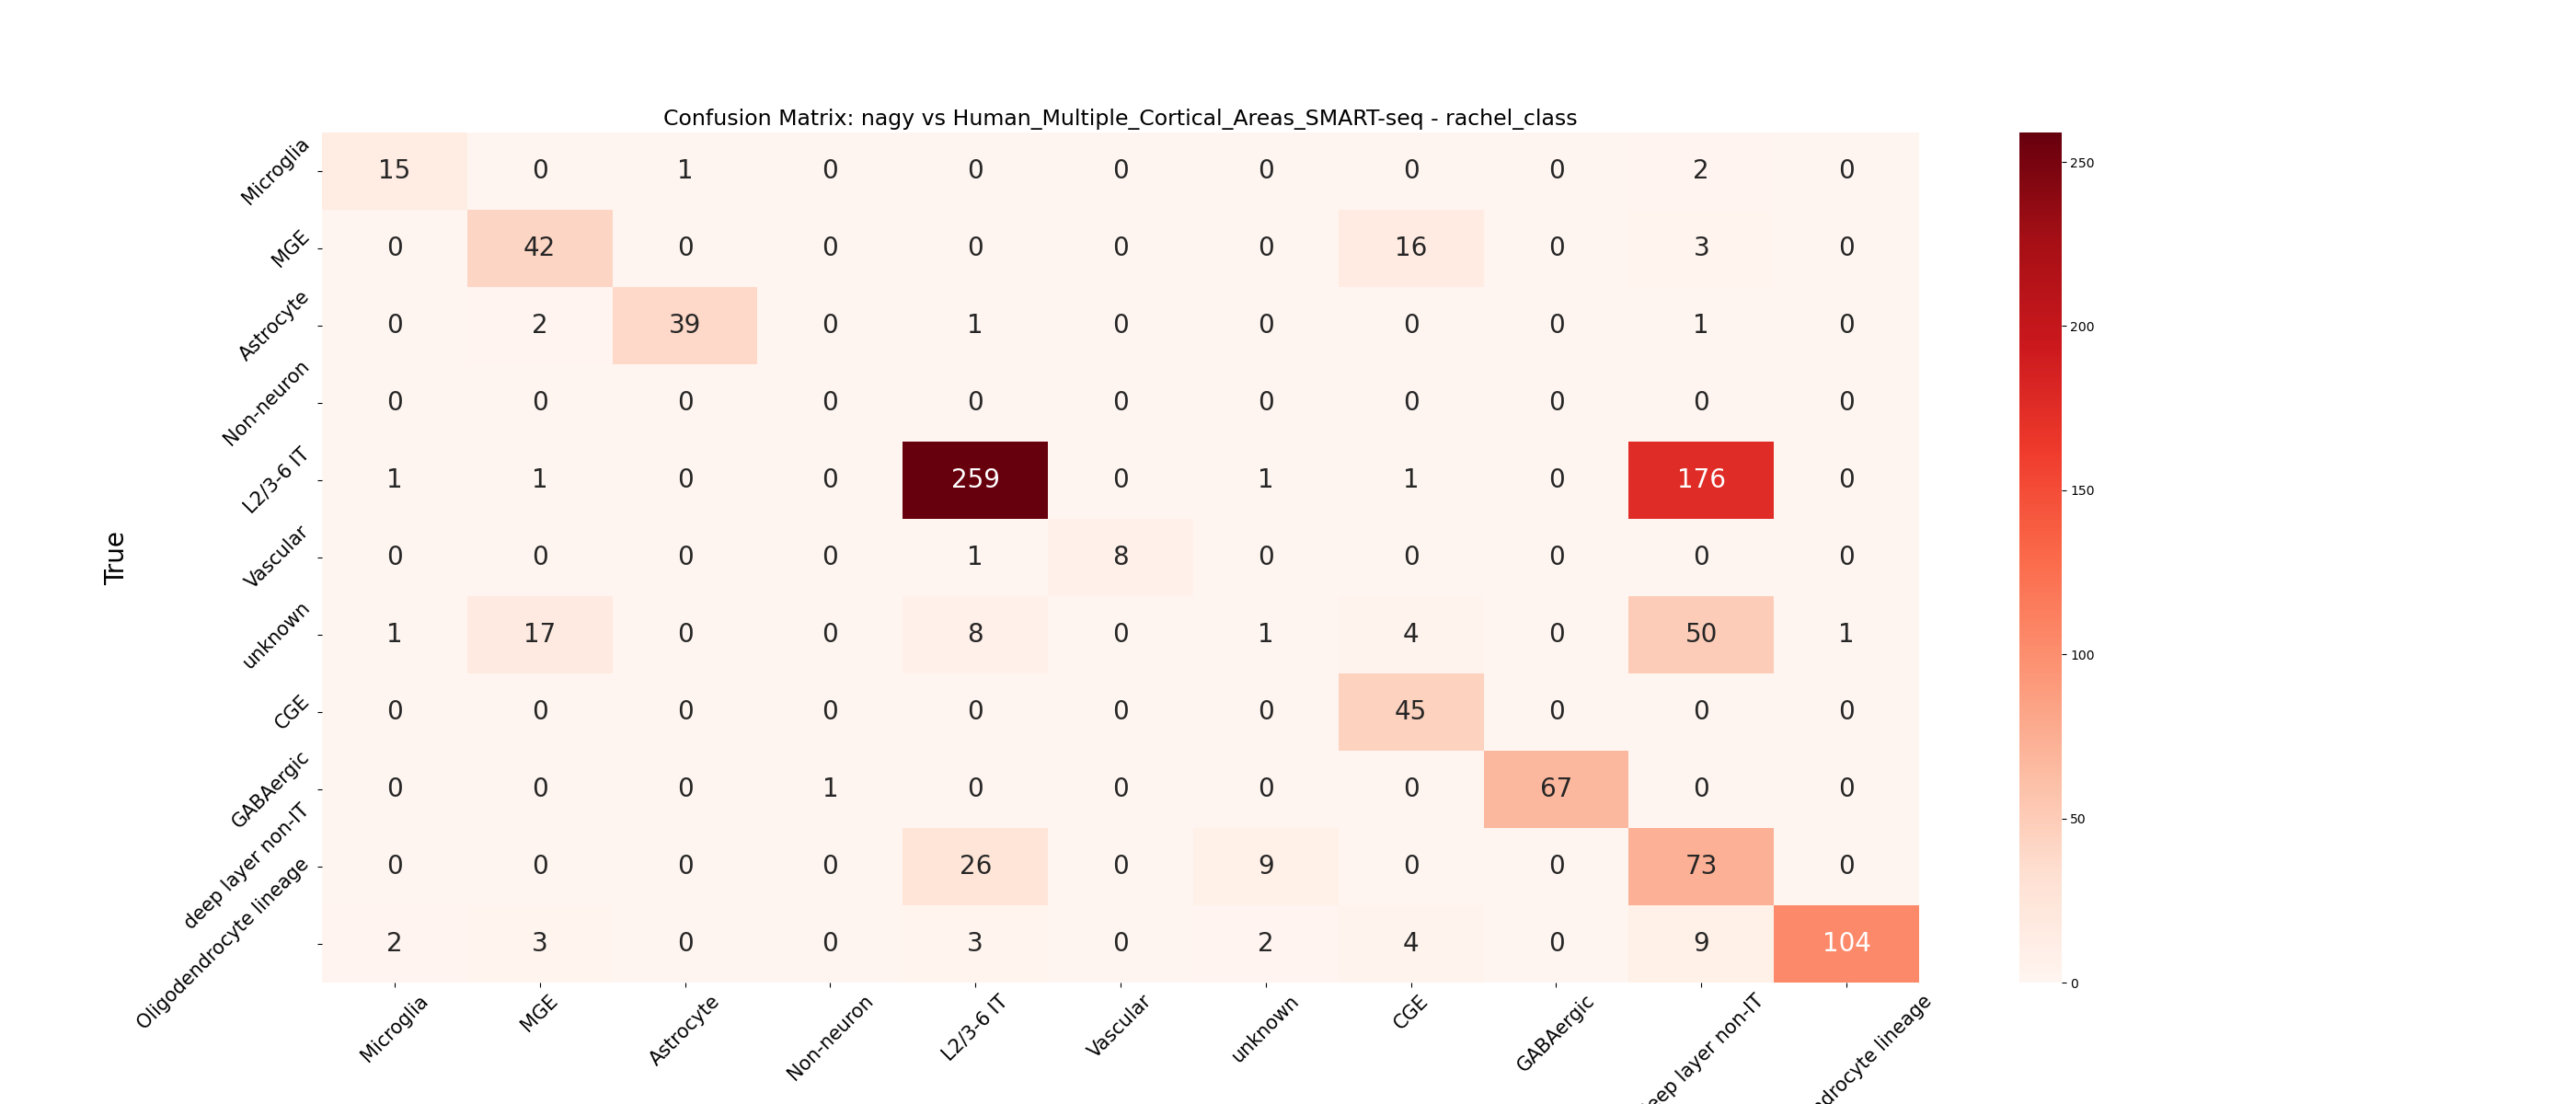 Confusion Matrix: nagy vs Human_Multiple_Cortical_Areas_SMART-seq - rachel_class
True
Microglia 15 0 1 0 0 0 0 0 0 2 0
MGE 0 42 0 0 0 0 0 16 0 3 0
Astrocyte 0 2 39 0 1 0 0 0 0 1 0
Non-neuron 0 0 0 0 0 0 0 0 0 0 0
L2/3-6 IT 1 1 0 0 259 0 1 1 0 176 0
Vascular 0 0 0 0 1 8 0 0 0 0 0
unknown 1 17 0 0 8 0 1 4 0 50 1
CGE 0 0 0 0 0 0 0 45 0 0 0
GABAergic 0 0 0 1 0 0 0 0 67 0 0
deep layer non-IT 0 0 0 0 26 0 9 0 0 73 0
Oligodendrocyte lineage 2 3 0 0 3 0 2 4 0 9 104
Microglia MGE Astrocyte Non-neuron L2/3-6 IT Vascular unknown CGE GABAergic layer non-IT lineage
250
200
150
100
50
0